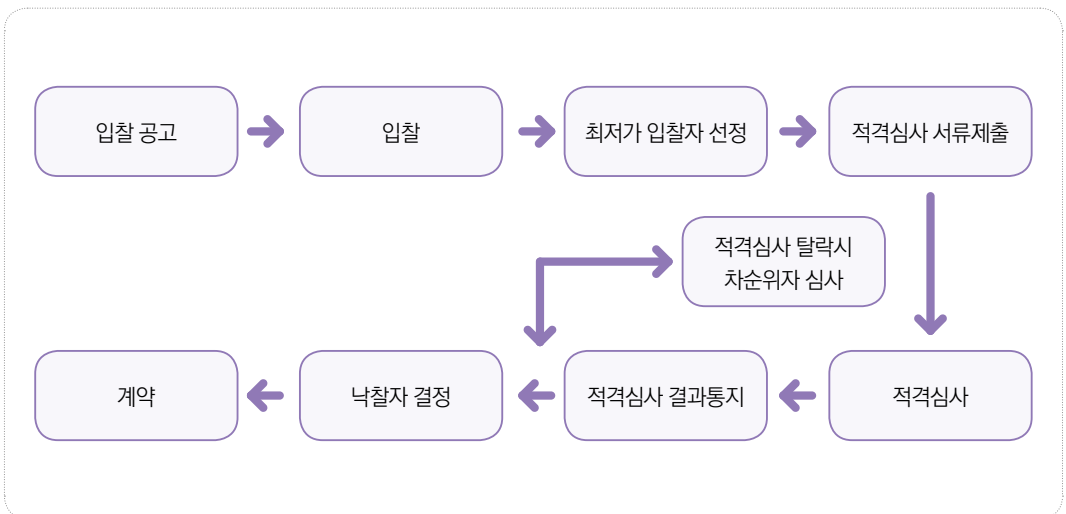 입찰 공고
입찰
최저가 입찰자 선정
적격심사 서류제출
적격심사 탈락시
차순위자 심사
계약
낙찰자 결정
적격심사 결과통지
적격심사